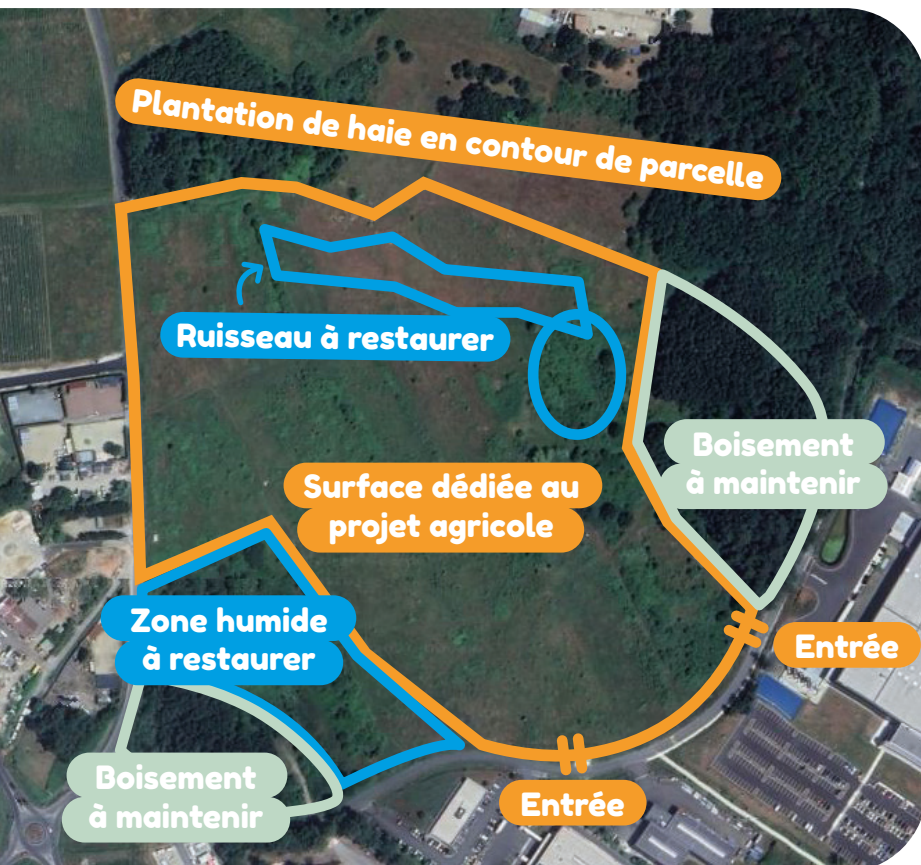 Plantation de haie en contour de parcelle
Ruisseau à restaurer
Boisement
à maintenir
Surface dédiée au
projet agricole
Zone humide
à restaurer
Entrée
Boisement
à maintenir
Entrée